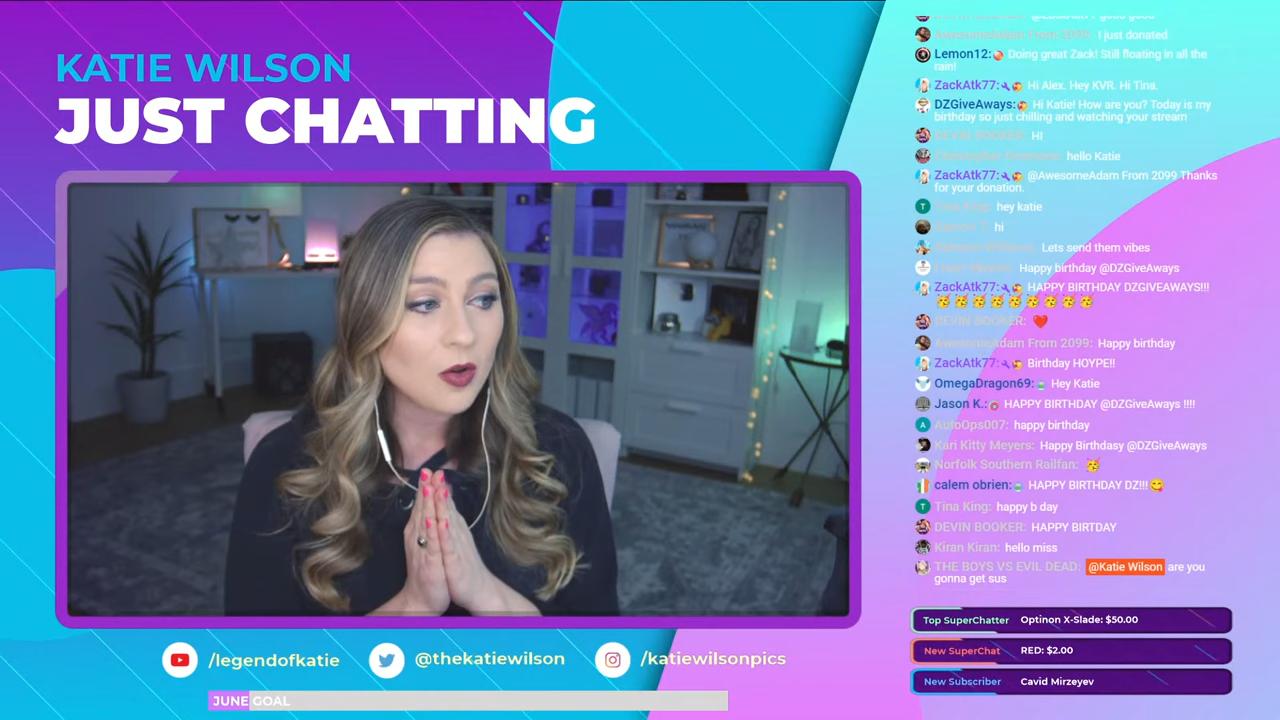 KATIE WILSON
JUST CHATTING
I just donated
Lemon12: Doing great Zack! Still floating in all the
rain!
ZackAtk77: Hi Alex. Hey KVR. Hi Tina.
DZGiveAways: Hi Katie! How are you? Today is my
birthday so just chilling and watching your stream
DEVIN BOOKER: HI
hello Katie
ZackAtk77: @AwesomeAdam From 2099 Thanks
for your donation.
T Tina King: hey katie
hi
Lets send them vibes
Happy birthday @DZGiveAways
ZackAtk77: HAPPY BIRTHDAY DZGIVEAWAYS!!!
🥳🥳🥳🥳🥳🥳🥳🥳🥳
DEVIN BOOKER: ❤️
AwesomeAdam From 2099: Happy birthday
ZackAtk77: Birthday HOYPE!!
OmegaDragon69: Hey Katie
Jason K.: HAPPY BIRTHDAY @DZGiveAways !!!!
A AutoOps007: happy birthday
Kari Kitty Meyers: Happy Birthdasy @DZGiveAways
Norfolk Southern Railfan: 🥳
calem obrien: HAPPY BIRTHDAY DZ!!!😋
T Tina King: happy b day
DEVIN BOOKER: HAPPY BIRTDAY
Kiran Kiran: hello miss
THE BOYS VS EVIL DEAD: @Katie Wilson are you
gonna get sus
Top SuperChatter Optinon X-Slade: $50.00
New SuperChat RED: $2.00
New Subscriber Cavid Mirzeyev
/legendofkatie @thekatiewilson /katiewilsonpics
JUNE GOAL